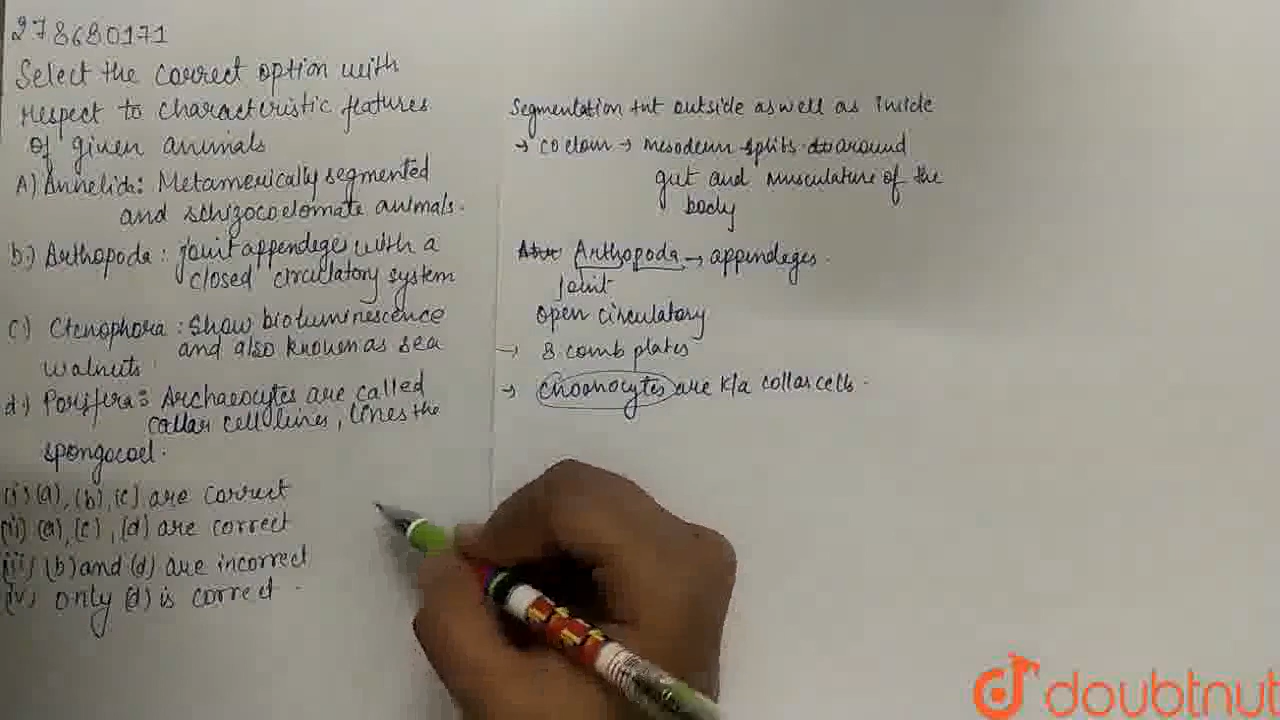 278680171
Select the correct option with
respect to characteristic features
of given animals
A) Annelida: Metamerically segmented
and schizocoelomate animals.
b.) Arthopoda : joint appendeges with a
closed circulatory system
c.) Ctenophora : show bioluminescence
and also known as sea
walnuts
d.) Porifera : Archaeocytes are called
collar cell lines, lines the
spongocoel.
(i) (a), (b), (c) are correct
(ii) (a), (c), (d) are correct
(iii) (b) and (d) are incorrect
(iv) only (d) is correct
Segmentation tnt outside as well as inside
→ coelom → mesoderm splits around
gut and musculature of the
body
Arthopoda → appendeges.
joint
open circulatory
→ 8 comb plates
→ choanocytes are k/a collar cells.
doubtnut